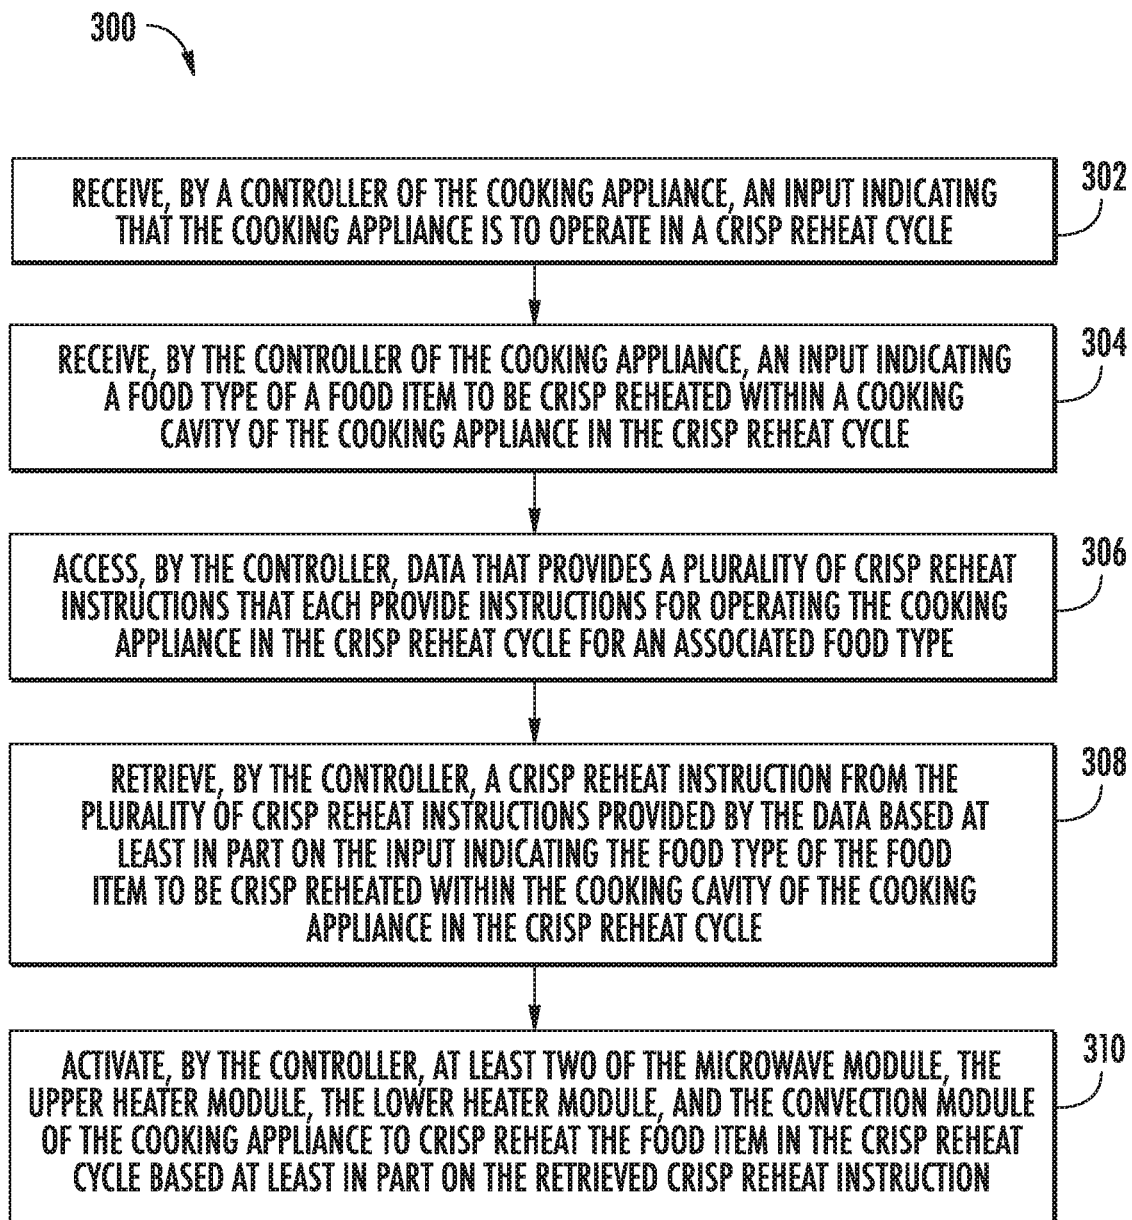 300
RECEIVE, BY A CONTROLLER OF THE COOKING APPLIANCE, AN INPUT INDICATING
THAT THE COOKING APPLIANCE IS TO OPERATE IN A CRISP REHEAT CYCLE
302
RECEIVE, BY THE CONTROLLER OF THE COOKING APPLIANCE, AN INPUT INDICATING
A FOOD TYPE OF A FOOD ITEM TO BE CRISP REHEATED WITHIN A COOKING
CAVITY OF THE COOKING APPLIANCE IN THE CRISP REHEAT CYCLE
304
ACCESS, BY THE CONTROLLER, DATA THAT PROVIDES A PLURALITY OF CRISP REHEAT
INSTRUCTIONS THAT EACH PROVIDE INSTRUCTIONS FOR OPERATING THE COOKING
APPLIANCE IN THE CRISP REHEAT CYCLE FOR AN ASSOCIATED FOOD TYPE
306
RETRIEVE, BY THE CONTROLLER, A CRISP REHEAT INSTRUCTION FROM THE
PLURALITY OF CRISP REHEAT INSTRUCTIONS PROVIDED BY THE DATA BASED AT
LEAST IN PART ON THE INPUT INDICATING THE FOOD TYPE OF THE FOOD
ITEM TO BE CRISP REHEATED WITHIN THE COOKING CAVITY OF THE COOKING
APPLIANCE IN THE CRISP REHEAT CYCLE
308
ACTIVATE, BY THE CONTROLLER, AT LEAST TWO OF THE MICROWAVE MODULE, THE
UPPER HEATER MODULE, THE LOWER HEATER MODULE, AND THE CONVECTION MODULE
OF THE COOKING APPLIANCE TO CRISP REHEAT THE FOOD ITEM IN THE CRISP REHEAT
CYCLE BASED AT LEAST IN PART ON THE RETRIEVED CRISP REHEAT INSTRUCTION
310